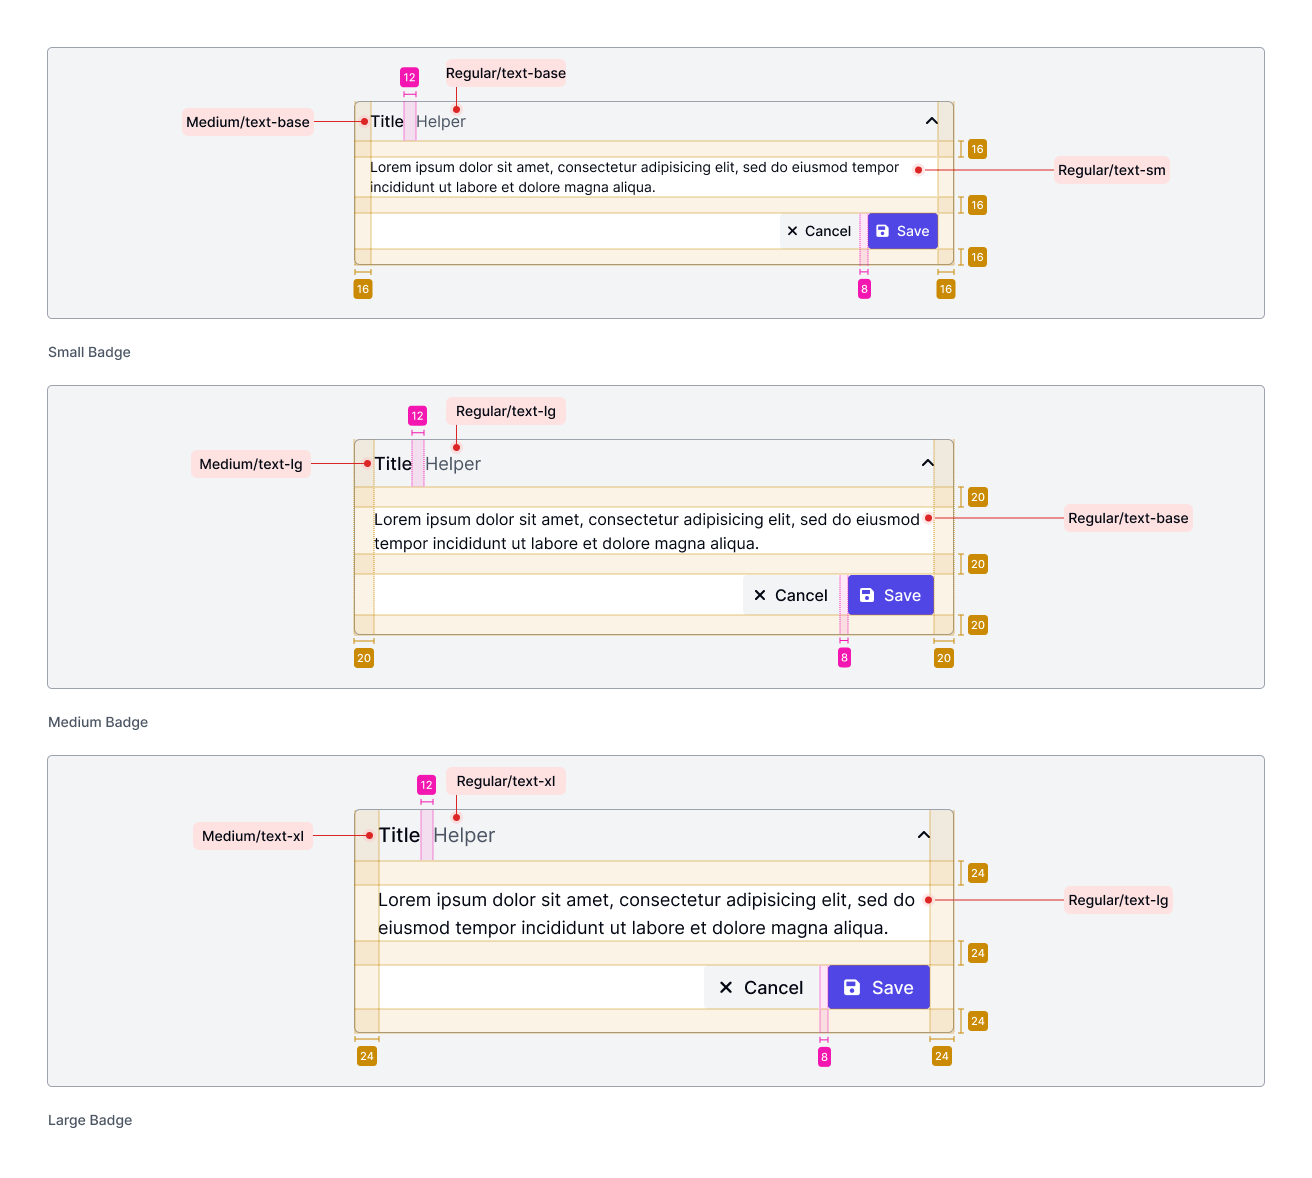 12
Regular/text-base
Medium/text-base
Title
Helper
16
Lorem ipsum dolor sit amet, consectetur adipisicing elit, sed do eiusmod tempor
incididunt ut labore et dolore magna aliqua.
Regular/text-sm
16
Cancel
Save
16
16
8
16
Small Badge
12
Regular/text-lg
Medium/text-lg
Title
Helper
20
Lorem ipsum dolor sit amet, consectetur adipisicing elit, sed do eiusmod
tempor incididunt ut labore et dolore magna aliqua.
Regular/text-base
20
Cancel
Save
20
20
8
20
Medium Badge
12
Regular/text-xl
Medium/text-xl
Title
Helper
24
Lorem ipsum dolor sit amet, consectetur adipisicing elit, sed do
eiusmod tempor incididunt ut labore et dolore magna aliqua.
Regular/text-lg
24
Cancel
Save
24
24
8
24
Large Badge